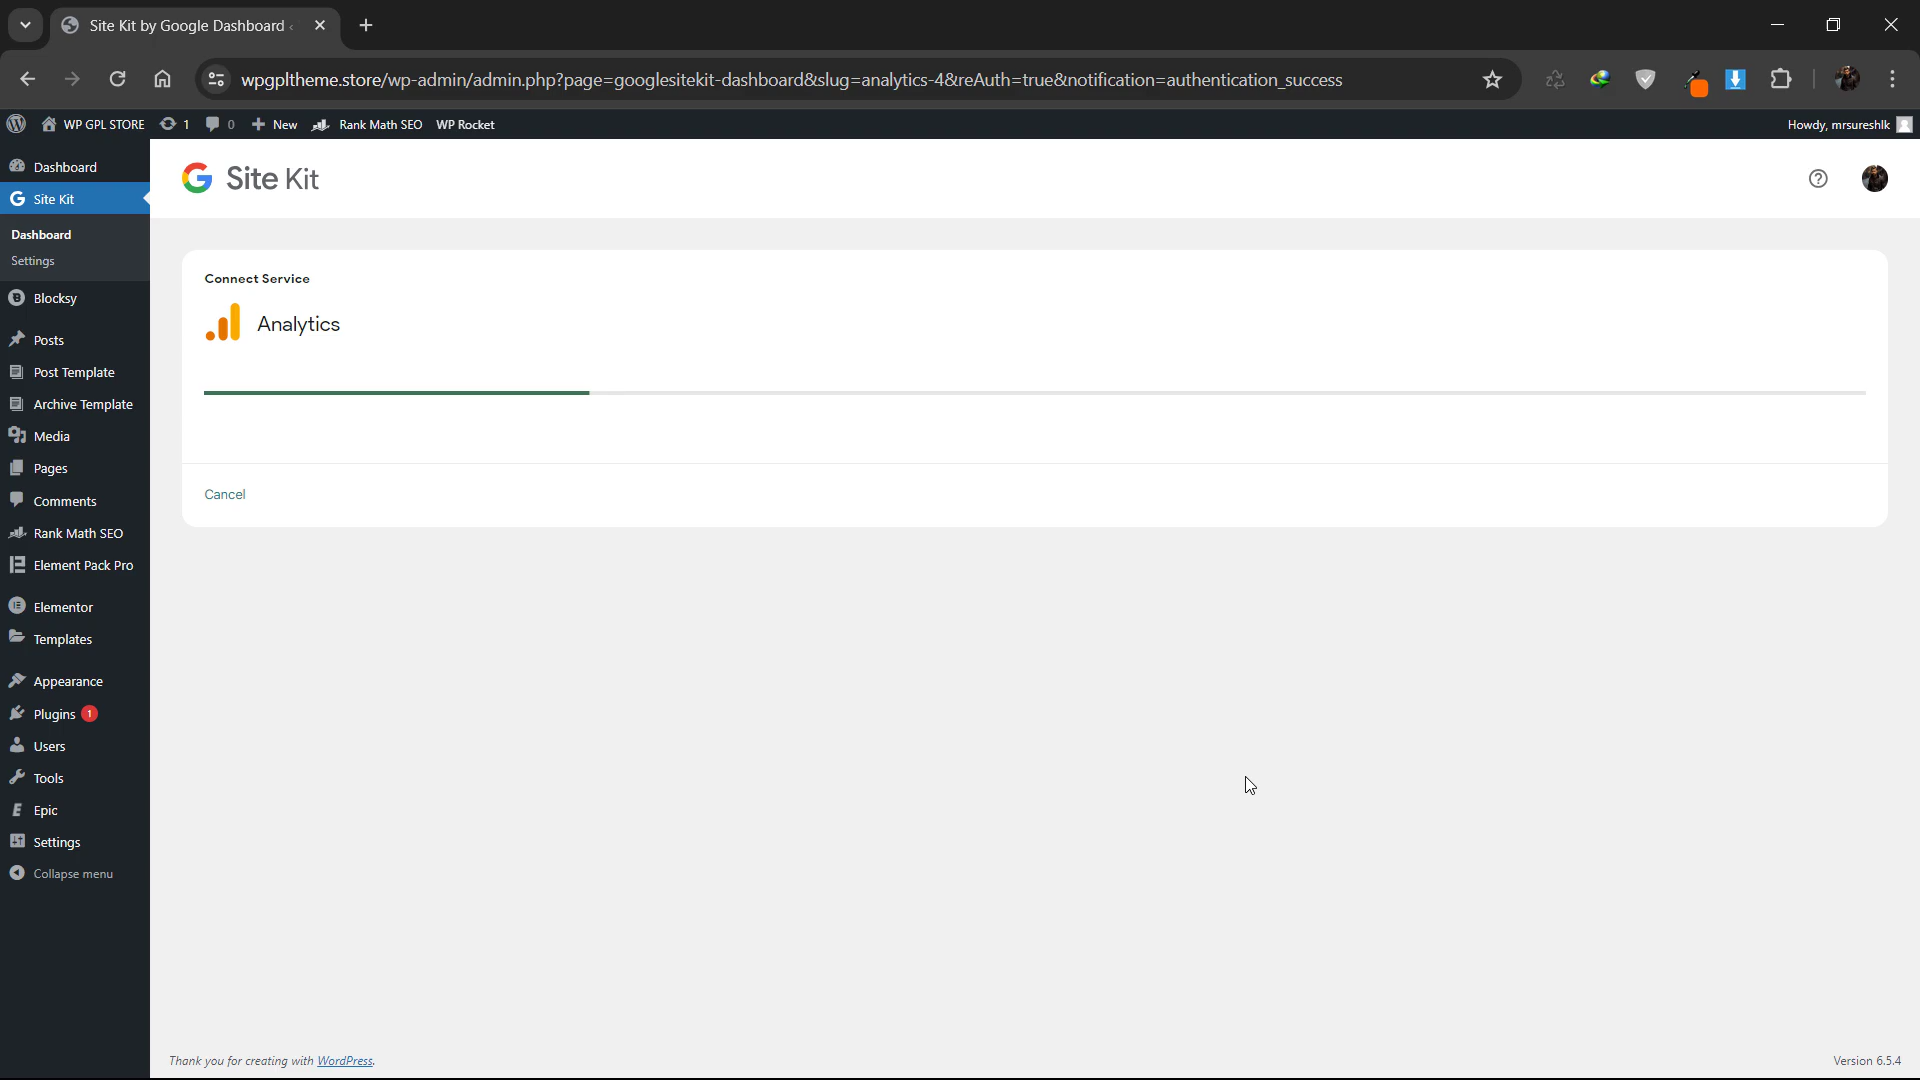 Site Kit by Google Dashboard ‹
wpgpltheme.store/wp-admin/admin.php?page=googlesitekit-dashboard&slug=analytics-4&reAuth=true&notification=authentication_success
WP GPL STORE 1 0 New Rank Math SEO WP Rocket Howdy, mrsureshlk
Dashboard
Site Kit
Dashboard
Settings
Blocksy
Posts
Post Template
Archive Template
Media
Pages
Comments
Rank Math SEO
Element Pack Pro
Elementor
Templates
Appearance
Plugins 1
Users
Tools
Epic
Settings
Collapse menu
Site Kit
Connect Service
Analytics
Cancel
Thank you for creating with WordPress.
Version 6.5.4